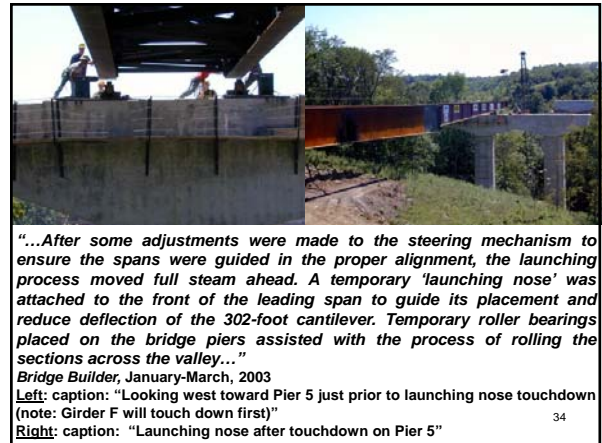 “…After some adjustments were made to the steering mechanism to
ensure the spans were guided in the proper alignment, the launching
process moved full steam ahead. A temporary ‘launching nose’ was
attached to the front of the leading span to guide its placement and
reduce deflection of the 302-foot cantilever. Temporary roller bearings
placed on the bridge piers assisted with the process of rolling the
sections across the valley…”
Bridge Builder, January-March, 2003
Left: caption: “Looking west toward Pier 5 just prior to launching nose touchdown
(note: Girder F will touch down first)”
34
Right: caption: “Launching nose after touchdown on Pier 5”